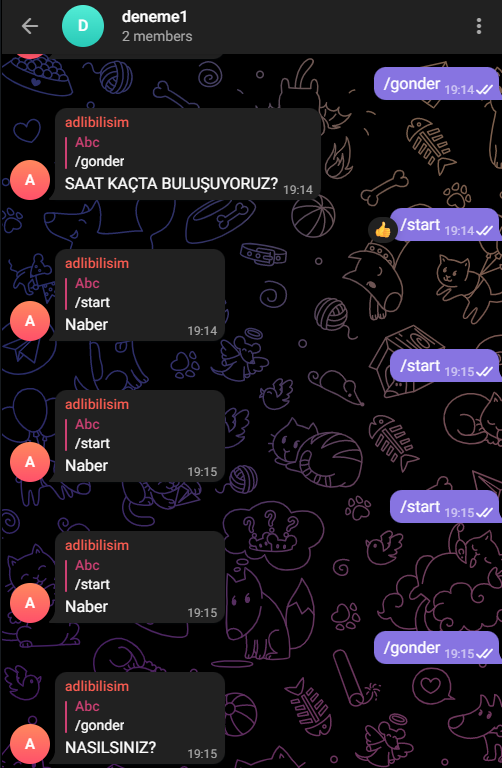 D
deneme1
2 members
/gonder 19:14
adlibilisim
Abc
/gonder
A
SAAT KAÇTA BULUŞUYORUZ? 19:14
/start 19:14
adlibilisim
Abc
/start
A
Naber 19:14
/start 19:15
adlibilisim
Abc
/start
A
Naber 19:15
/start 19:15
adlibilisim
Abc
/start
A
Naber 19:15
/gonder 19:15
adlibilisim
Abc
/gonder
A
NASILSINIZ? 19:15